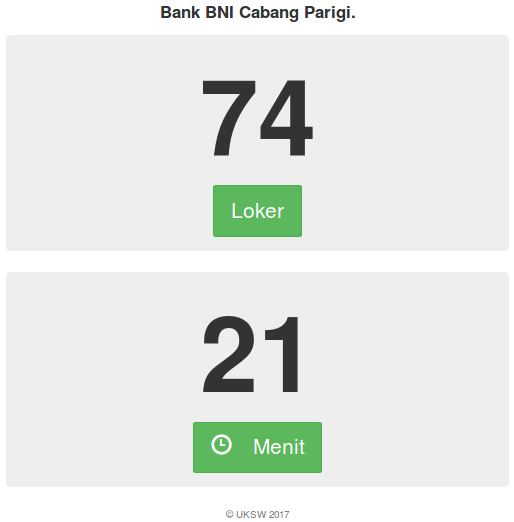 Bank BNI Cabang Parigi.
74
Loker
21
Menit
© UKSW 2017